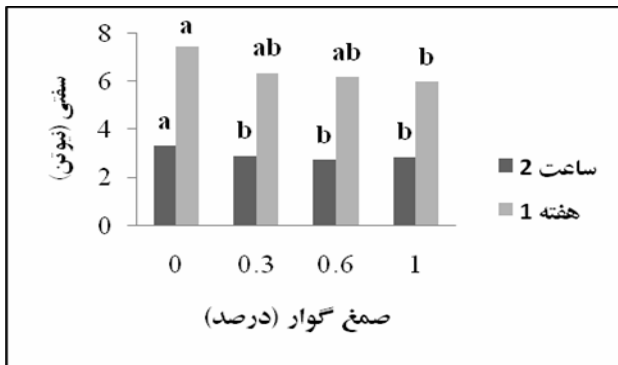 8
6
4
2
0
سفتی (نیوتن)
a a
b ab
b ab
b b
0 0.3 0.6 1
صمغ گوار (درصد)
2 ساعت
1 هفته